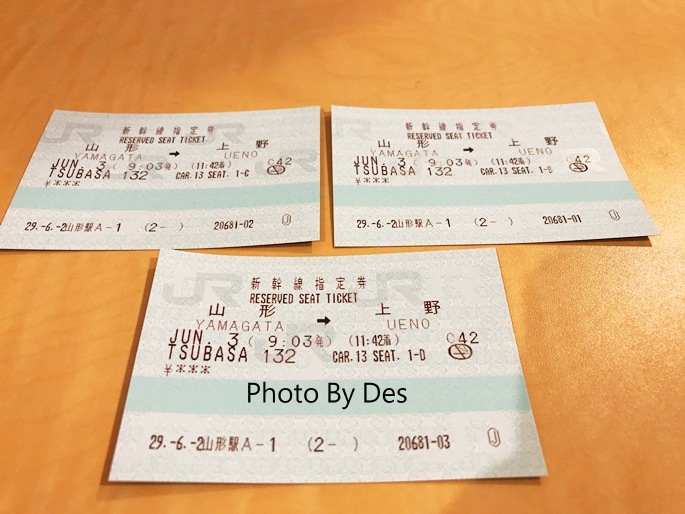 JR
新幹線指定券
RESERVED SEAT TICKET
山形 ➡ 上野
YAMAGATA UENO
JUN. 3 ( 9:03発) (11:42着) C42
TSUBASA 132 CAR.13 SEAT. 1-C
¥***
29.-6.-2山形駅A-1 (2- ) 20681-02 Ⓙ
新幹線指定券
RESERVED SEAT TICKET
山形 ➡ 上野
YAMAGATA UENO
JUN. 3 ( 9:03発) (11:42着) C42
TSUBASA 132 CAR.13 SEAT. 1-B
¥***
29.-6.-2山形駅A-1 (2- ) 20681-01 Ⓙ
JR JR
新幹線指定券
RESERVED SEAT TICKET
山形 ➡ 上野
YAMAGATA UENO
JUN. 3 ( 9:03発) (11:42着) C42
TSUBASA 132 CAR.13 SEAT. 1-D
¥***
Photo By Des
29.-6.-2山形駅A-1 (2- ) 20681-03 Ⓙ